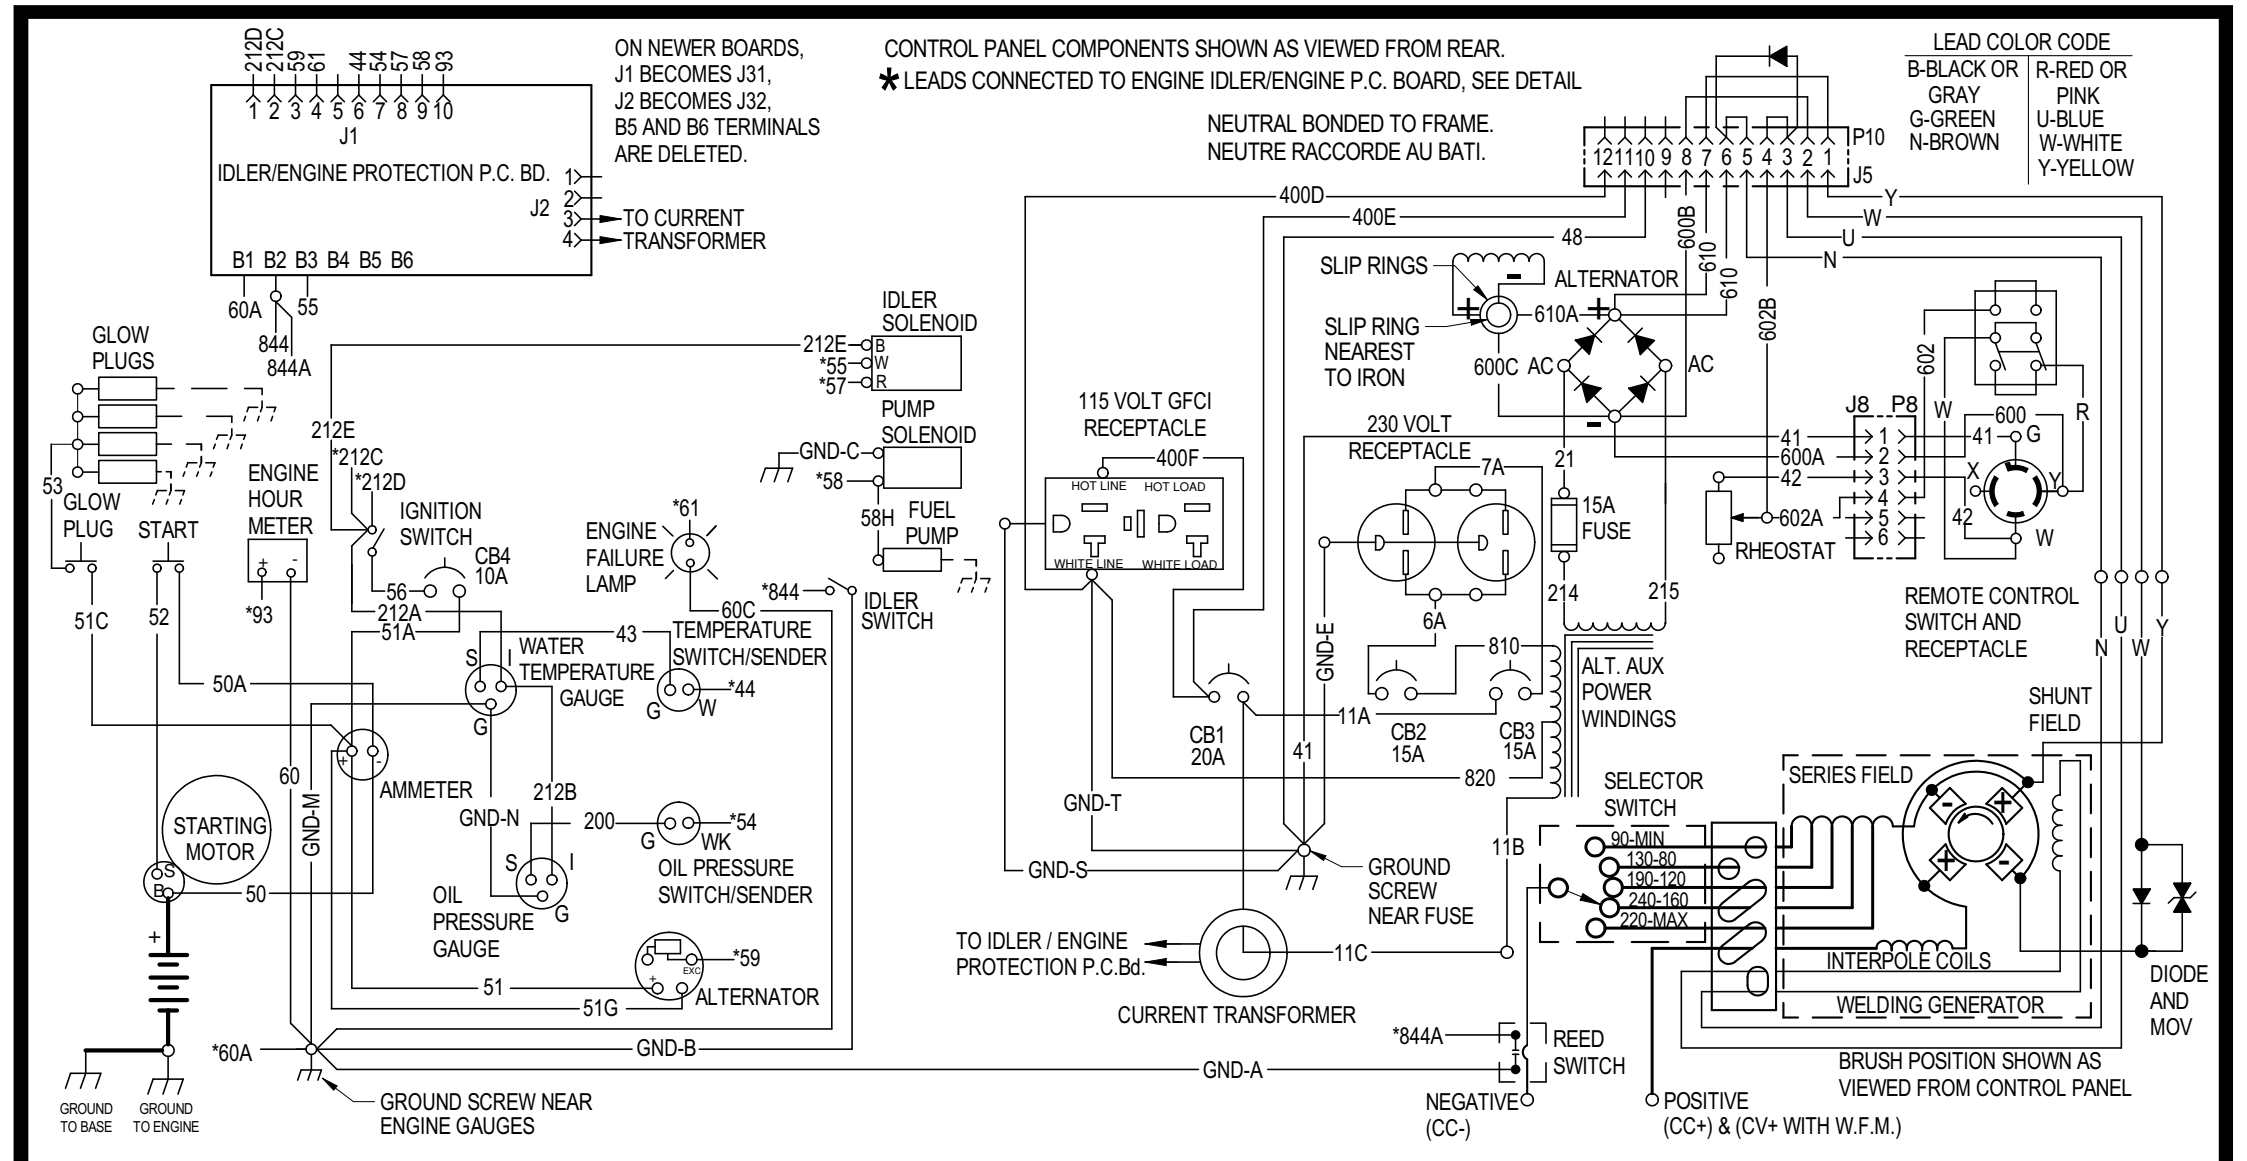 212D
212C
59
61
44
54
57
58
93
1 2 3 4 5 6 7 8 9 10
J1
IDLER/ENGINE PROTECTION P.C. BD.
1
2
J2
3
4
TO CURRENT
TRANSFORMER
B1 B2 B3 B4 B5 B6
60A
55
844
844A
ON NEWER BOARDS,
J1 BECOMES J31,
J2 BECOMES J32,
B5 AND B6 TERMINALS
ARE DELETED.
CONTROL PANEL COMPONENTS SHOWN AS VIEWED FROM REAR.
* LEADS CONNECTED TO ENGINE IDLER/ENGINE P.C. BOARD, SEE DETAIL
NEUTRAL BONDED TO FRAME.
NEUTRE RACCORDE AU BATI.
LEAD COLOR CODE
B-BLACK OR
GRAY
G-GREEN
N-BROWN
R-RED OR
PINK
U-BLUE
W-WHITE
Y-YELLOW
P10
12 11 10 9 8 7 6 5 4 3 2 1
J5
400D
400E
48
600B
610
610
602B
Y
W
U
N
GLOW
PLUGS
53
GLOW
PLUG
START
51C
52
ENGINE
HOUR
METER
+ -
*93
212E
212E
*212C
*212D
IGNITION
SWITCH
CB4
10A
56
212A
51A
IDLER
SOLENOID
B
W
R
*55
*57
PUMP
SOLENOID
GND-C
*58
58H
FUEL
PUMP
ENGINE
FAILURE
LAMP
*61
60C
*844
IDLER
SWITCH
50A
S I
G
WATER
TEMPERATURE
GAUGE
43
TEMPERATURE
SWITCH/SENDER
G W
*44
+ -
AMMETER
60
GND-M
GND-N
212B
200
S I
G
OIL
PRESSURE
GAUGE
G WK
*54
OIL PRESSURE
SWITCH/SENDER
STARTING
MOTOR
S
B
50
+
51
51G
+
EXC
*59
ALTERNATOR
*60A
GND-B
GND-A
GROUND
TO BASE
GROUND
TO ENGINE
GROUND SCREW NEAR
ENGINE GAUGES
SLIP RINGS
SLIP RING
NEAREST
TO IRON
-
+
610A
+
ALTERNATOR
600C
AC
AC
-
115 VOLT GFCI
RECEPTACLE
400F
HOT LINE HOT LOAD
WHITE LINE WHITE LOAD
230 VOLT
RECEPTACLE
7A
6A
21
15A
FUSE
214
215
41
600A
42
602A
RHEOSTAT
J8 P8
1
2
3
4
5
6
602
W
600
41
G
X
Y
42
W
R
REMOTE CONTROL
SWITCH AND
RECEPTACLE
GND-E
810
CB1
20A
11A
CB2
15A
CB3
15A
ALT. AUX
POWER
WINDINGS
41
820
GND-T
GND-S
GROUND
SCREW
NEAR FUSE
11B
11C
TO IDLER / ENGINE
PROTECTION P.C.Bd.
CURRENT TRANSFORMER
SELECTOR
SWITCH
90-MIN
130-80
190-120
240-160
220-MAX
SHUNT
FIELD
SERIES FIELD
- +
+ -
INTERPOLE COILS
WELDING GENERATOR
N U W Y
DIODE
AND
MOV
*844A
REED
SWITCH
NEGATIVE
(CC-)
POSITIVE
(CC+) & (CV+ WITH W.F.M.)
BRUSH POSITION SHOWN AS
VIEWED FROM CONTROL PANEL